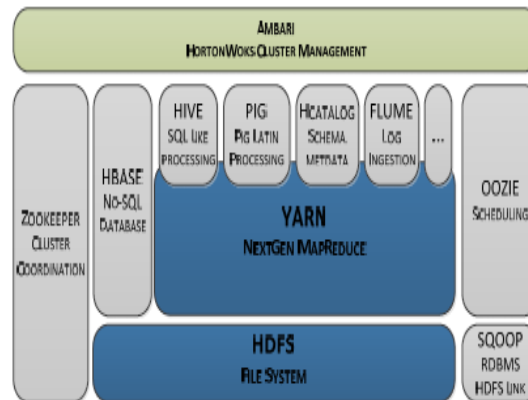 AMBARI
HORTONWOKS CLUSTER MANAGEMENT
ZOOKEEPER
CLUSTER
COORDINATION
HBASE
NO-SQL
DATABASE
HIVE
SQL LIKE
PROCESSING
PIG
PIG LATIN
PROCESSING
HCATALOG
SCHEMA
METDATA
FLUME
LOG
INGESTION
...
YARN
NEXTGEN MAPREDUCE
OOZIE
SCHEDULING
HDFS
FILE SYSTEM
SQOOP
RDBMS
HDFS LINK